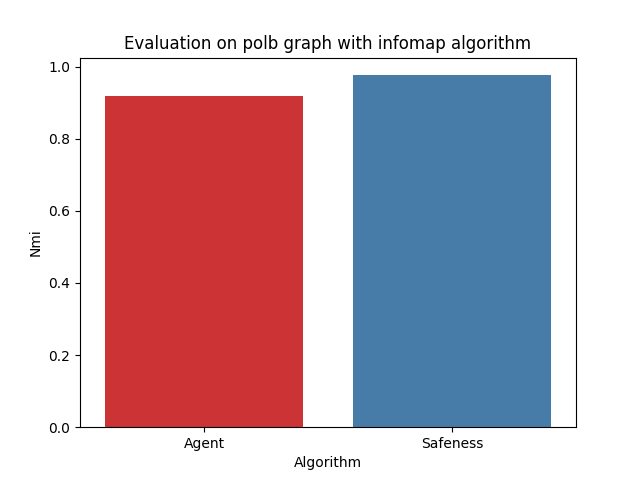 Evaluation on polb graph with infomap algorithm
1.0
0.8
0.6
0.4
0.2
0.0
Nmi
Agent
Safeness
Algorithm